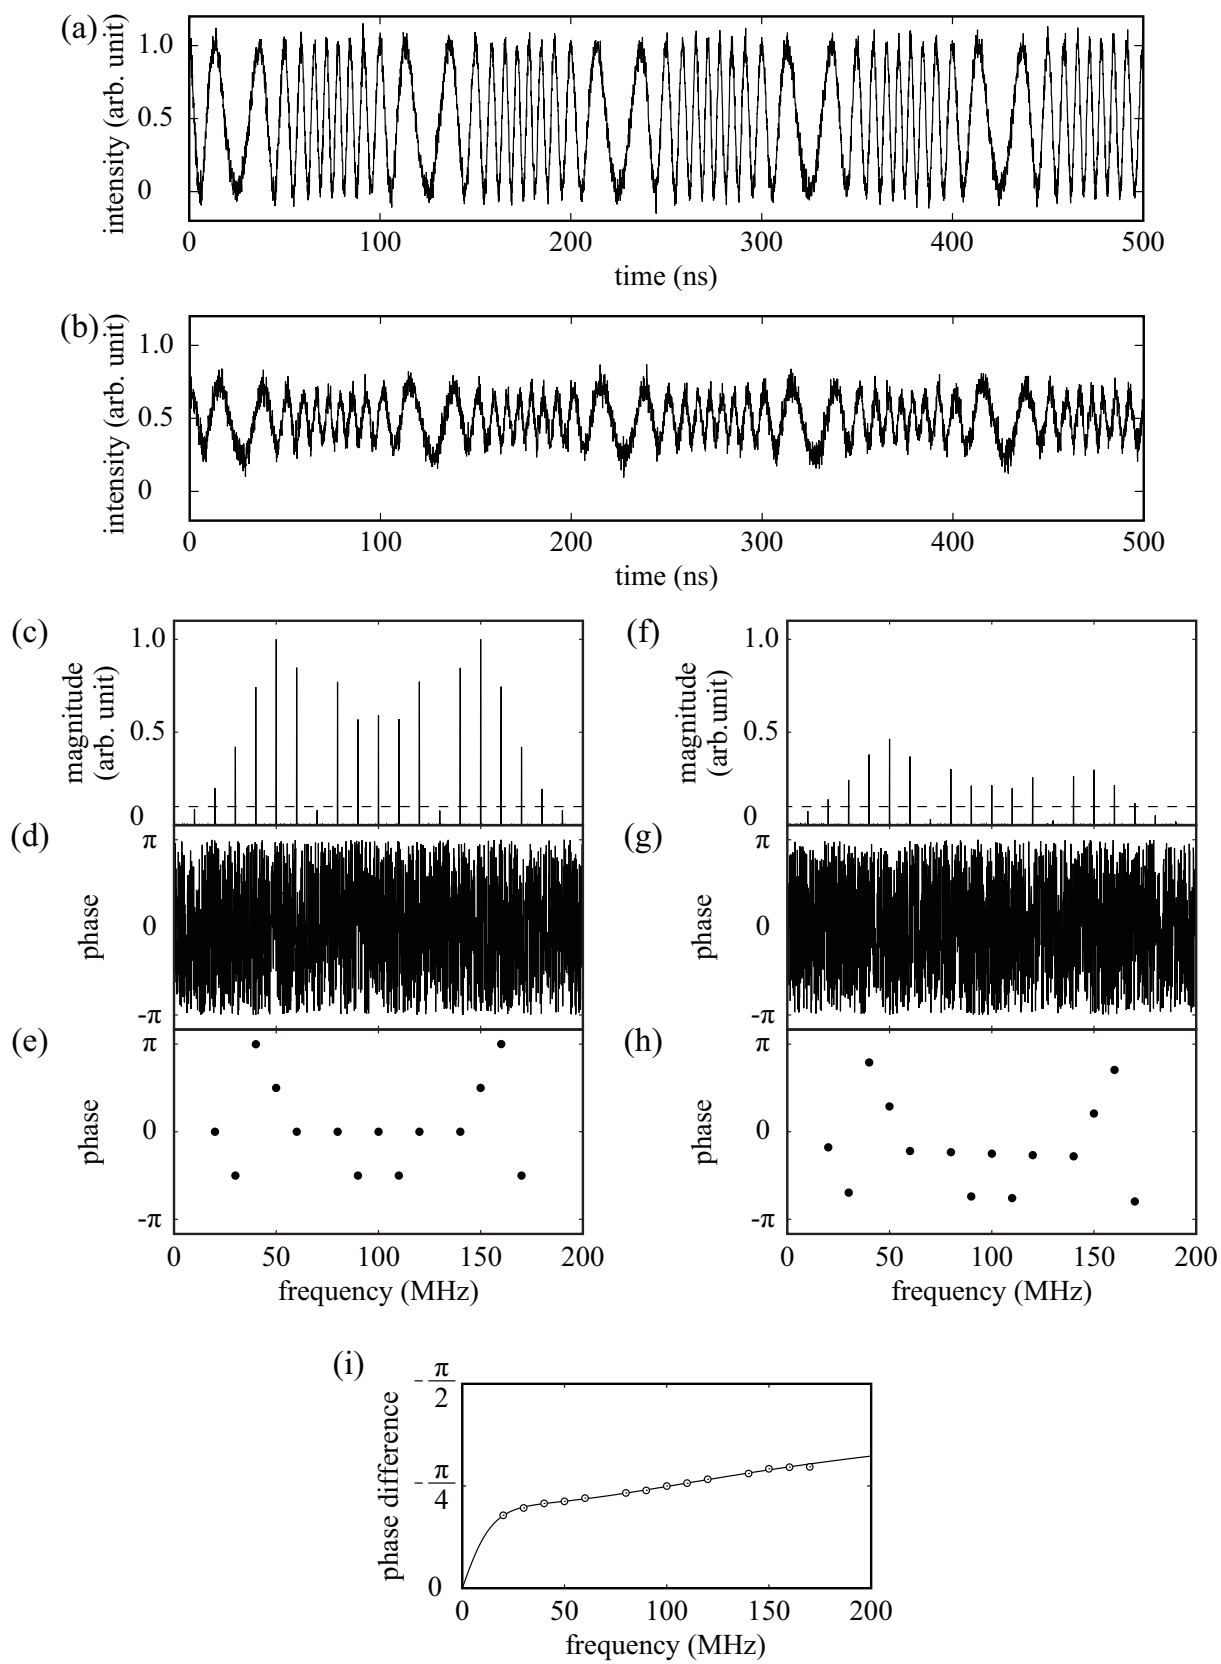 (a)
intensity (arb. unit)
1.0
0.5
0
0 100 200 300 400 500
time (ns)
(b)
intensity (arb. unit)
1.0
0.5
0
0 100 200 300 400 500
time (ns)
(c)
magnitude
(arb. unit)
1.0
0.5
0
(f)
magnitude
(arb.unit)
1.0
0.5
0
(d)
phase
π
0
-π
(g)
phase
π
0
-π
(e)
phase
π
0
-π
0 50 100 150 200
frequency (MHz)
(h)
phase
π
0
-π
0 50 100 150 200
frequency (MHz)
(i)
phase difference
-π/2
-π/4
0
0 50 100 150 200
frequency (MHz)